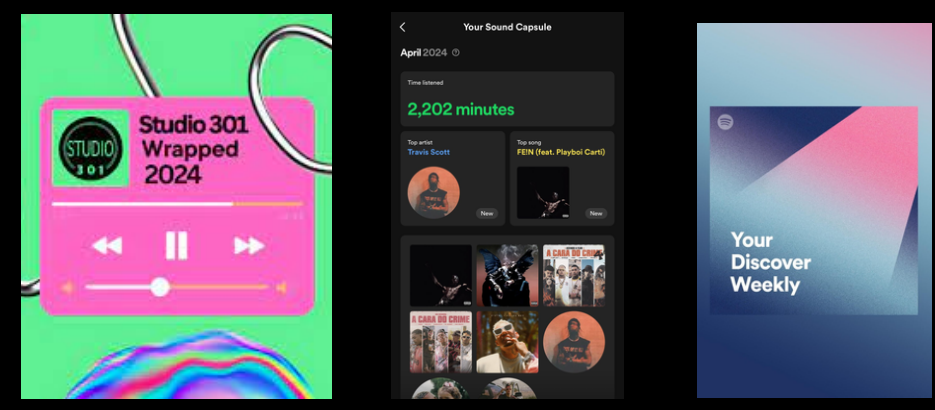 STUDIO
301
Studio 301
Wrapped
2024
Your Sound Capsule
April 2024
Time listened
2,202 minutes
Top artist
Travis Scott
New
Top song
FE!N (feat. Playboi Carti)
New
A CARA DO CRIME
A CARA DO CRIME
Your
Discover
Weekly